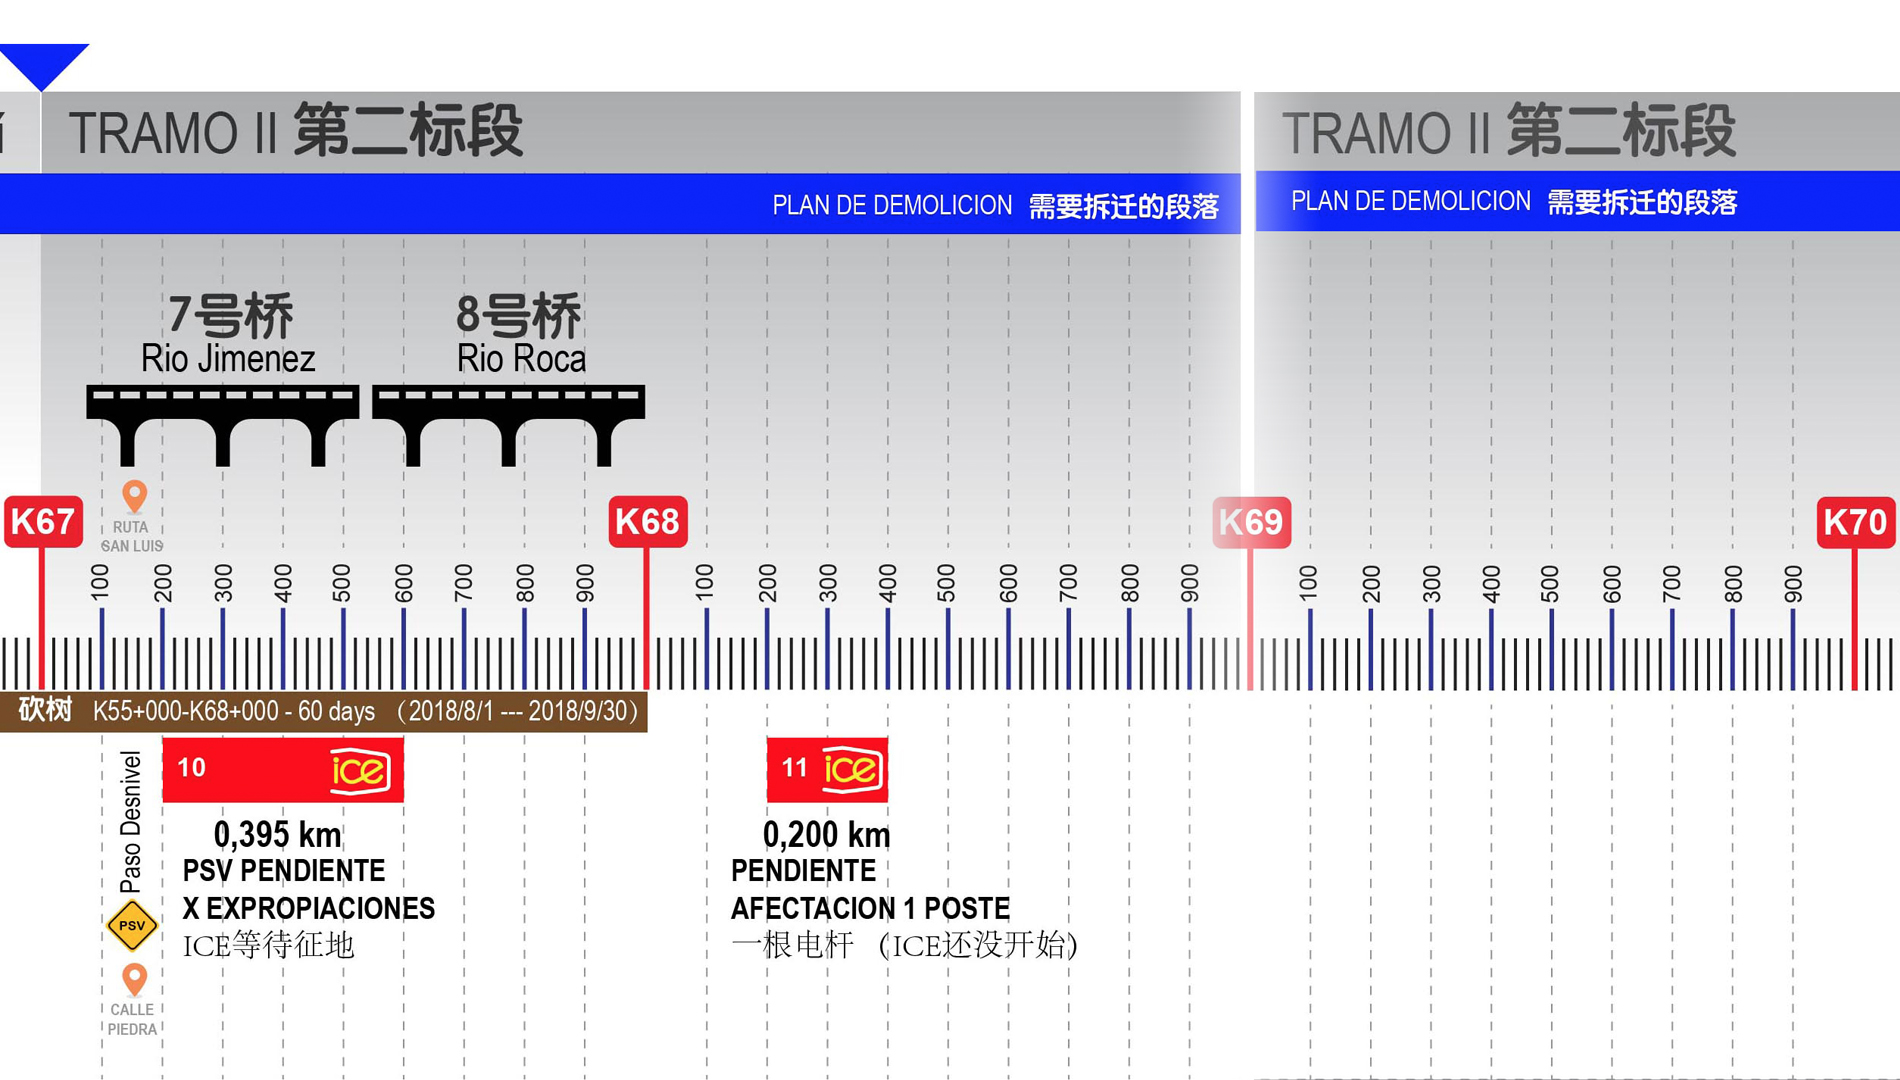 TRAMO II 第二标段
TRAMO II 第二标段
PLAN DE DEMOLICION 需要拆迁的段落
PLAN DE DEMOLICION 需要拆迁的段落
7号桥
Rio Jimenez
8号桥
Rio Roca
K67
K68
K69
K70
RUTA
SAN LUIS
100 200 300 400 500 600 700 800 900
100 200 300 400 500 600 700 800 900
100 200 300 400 500 600 700 800 900
砍树 K55+000-K68+000 - 60 days （2018/8/1 --- 2018/9/30）
Paso Desnivel
10 ice
0,395 km
PSV PENDIENTE
X EXPROPIACIONES
ICE等待征地
11 ice
0,200 km
PENDIENTE
AFECTACION 1 POSTE
一根电杆 （ICE还没开始）
PSV
CALLE
PIEDRA